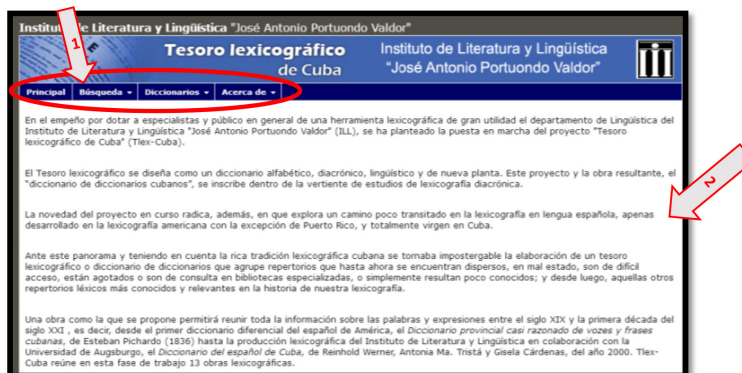 Instituto de Literatura y Lingüística "José Antonio Portuondo Valdor"
Tesoro lexicográfico
de Cuba
Instituto de Literatura y Lingüística
"José Antonio Portuondo Valdor"
1
Principal Búsqueda Diccionarios Acerca de
En el empeño por dotar a especialistas y público en general de una herramienta lexicográfica de gran utilidad el departamento de Lingüística del
Instituto de Literatura y Lingüística "José Antonio Portuondo Valdor" (ILL), se ha planteado la puesta en marcha del proyecto "Tesoro
lexicográfico de Cuba" (Tlex-Cuba).
El Tesoro lexicográfico se diseña como un diccionario alfabético, diacrónico, lingüístico y de nueva planta. Este proyecto y la obra resultante, el
"diccionario de diccionarios cubanos", se inscribe dentro de la vertiente de estudios de lexicografía diacrónica.
2
La novedad del proyecto en curso radica, además, en que explora un camino poco transitado en la lexicografía en lengua española, apenas
desarrollado en la lexicografía americana con la excepción de Puerto Rico, y totalmente virgen en Cuba.
Ante este panorama y teniendo en cuenta la rica tradición lexicográfica cubana se tornaba impostergable la elaboración de un tesoro
lexicográfico o diccionario de diccionarios que agrupe repertorios que hasta ahora se encuentran dispersos, en mal estado, son de difícil
acceso, están agotados o son de consulta en bibliotecas especializadas, o simplemente resultan poco conocidos; y desde luego, aquellas otros
repertorios léxicos más conocidos y relevantes en la historia de nuestra lexicografía.
Una obra como la que se propone permitirá reunir toda la información sobre las palabras y expresiones entre el siglo XIX y la primera década del
siglo XXI , es decir, desde el primer diccionario diferencial del español de América, el Diccionario provincial casi razonado de vozes y frases
cubanas, de Esteban Pichardo (1836) hasta la producción lexicográfica del Instituto de Literatura y Lingüística en colaboración con la
Universidad de Augsburgo, el Diccionario del español de Cuba, de Reinhold Werner, Antonia Ma. Tristá y Gisela Cárdenas, del año 2000. Tlex-
Cuba reúne en esta fase de trabajo 13 obras lexicográficas.